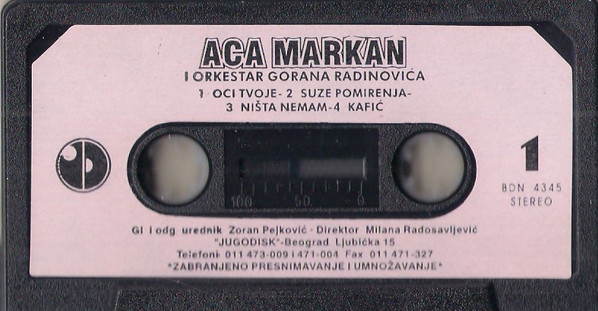 ACA MARKAN
I ORKESTAR GORANA RADINOVIĆA
1 OCI TVOJE- 2 SUZE POMIRENJA-
3 NIŠTA NEMAM-4 KAFIĆ
1
BDN 4345
STEREO
100 50 0
Gl i odg urednik Zoran Pejković - Direktor Milana Radosavljević
"JUGODISK"-Beograd Ljubićka 15
Telefoni 011 473-009 i 471-004 Fax 011 471-327
"ZABRANJENO PRESNIMAVANJE I UMNOŽAVANJE"